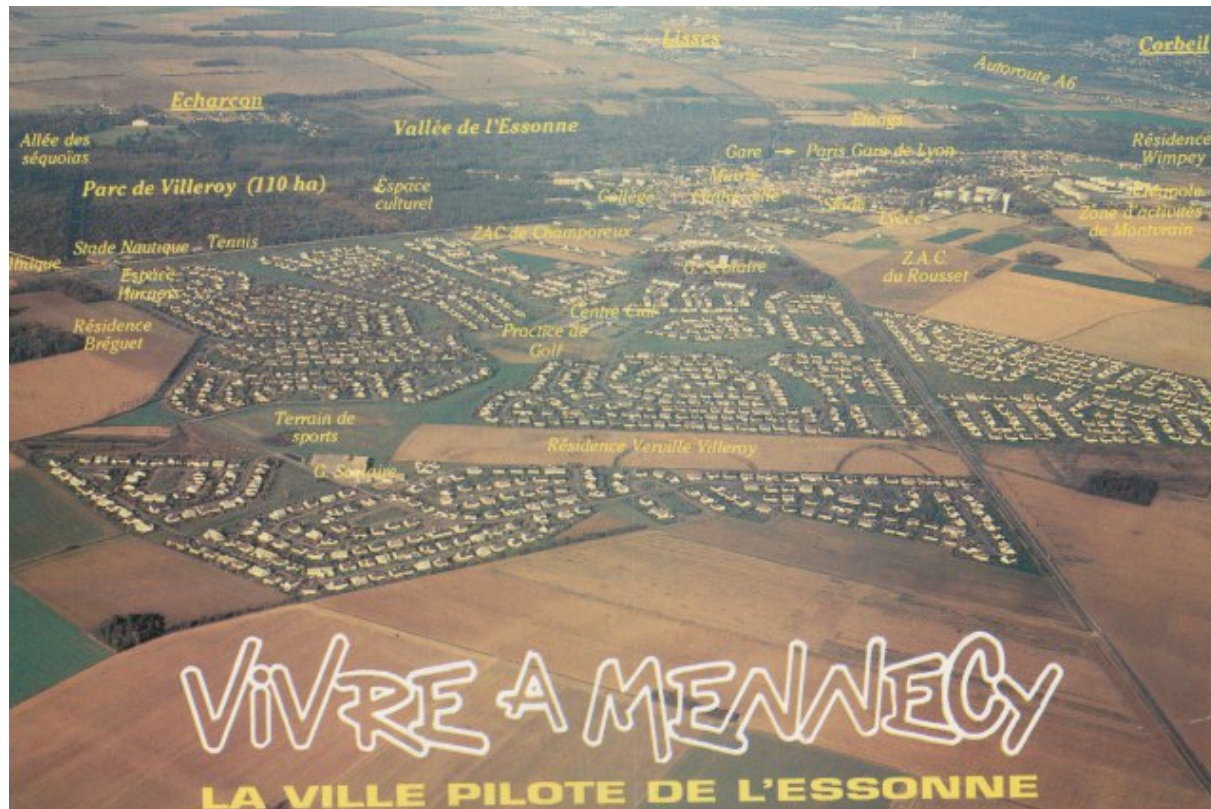 Lisses
Corbeil
Autoroute A6
Echarcon
Allée des
séquoias
Vallée de l'Essonne
Etangs
Gare → Paris Gare de Lyon
Résidence
Wimpey
Parc de Villeroy (110 ha)
Espace
culturel
Collège
Mairie
Stade
Lycée
Zone d'activités
de Montvrain
Stade Nautique
Tennis
ZAC de Champoreux
G. Scolaire
Z.A.C.
du Rousset
Espace
Résidence
Bréguet
Centre Cial
Practice de
Golf
Terrain de
sports
Résidence Verville Villeroy
G. Scolaire
VIVRE A MENNECY
LA VILLE PILOTE DE L'ESSONNE